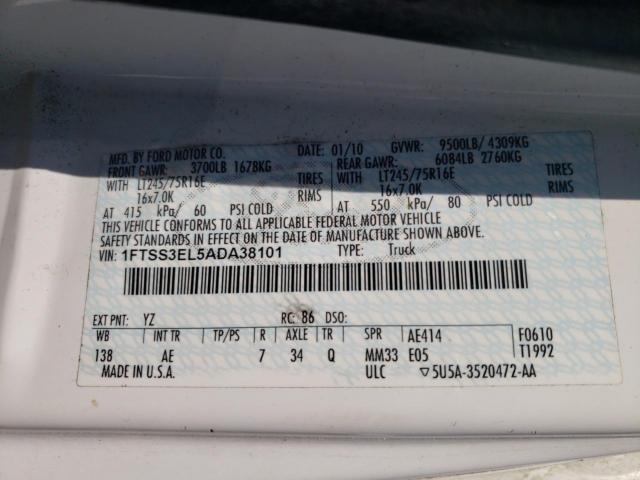 MFD. BY FORD MOTOR CO. DATE: 01/10 GVWR: 9500LB/ 4309KG
FRONT GAWR: 3700LB 1678KG REAR GAWR: 6084LB 2760KG
WITH LT245/75R16E TIRES WITH LT245/75R16E TIRES
16x7.0K RIMS 16x7.0K RIMS
AT 415 kPa/ 60 PSI COLD AT 550 kPa/ 80 PSI COLD
THIS VEHICLE CONFORMS TO ALL APPLICABLE FEDERAL MOTOR VEHICLE
SAFETY STANDARDS IN EFFECT ON THE DATE OF MANUFACTURE SHOWN ABOVE.
VIN: 1FTSS3EL5ADA38101 TYPE: Truck
EXT PNT: YZ RC: 86 DSO:
WB INT TR TP/PS R AXLE TR SPR AE414 F0610
138 AE 7 34 Q MM33 E05 T1992
MADE IN U.S.A. ULC ▽5U5A-3520472-AA